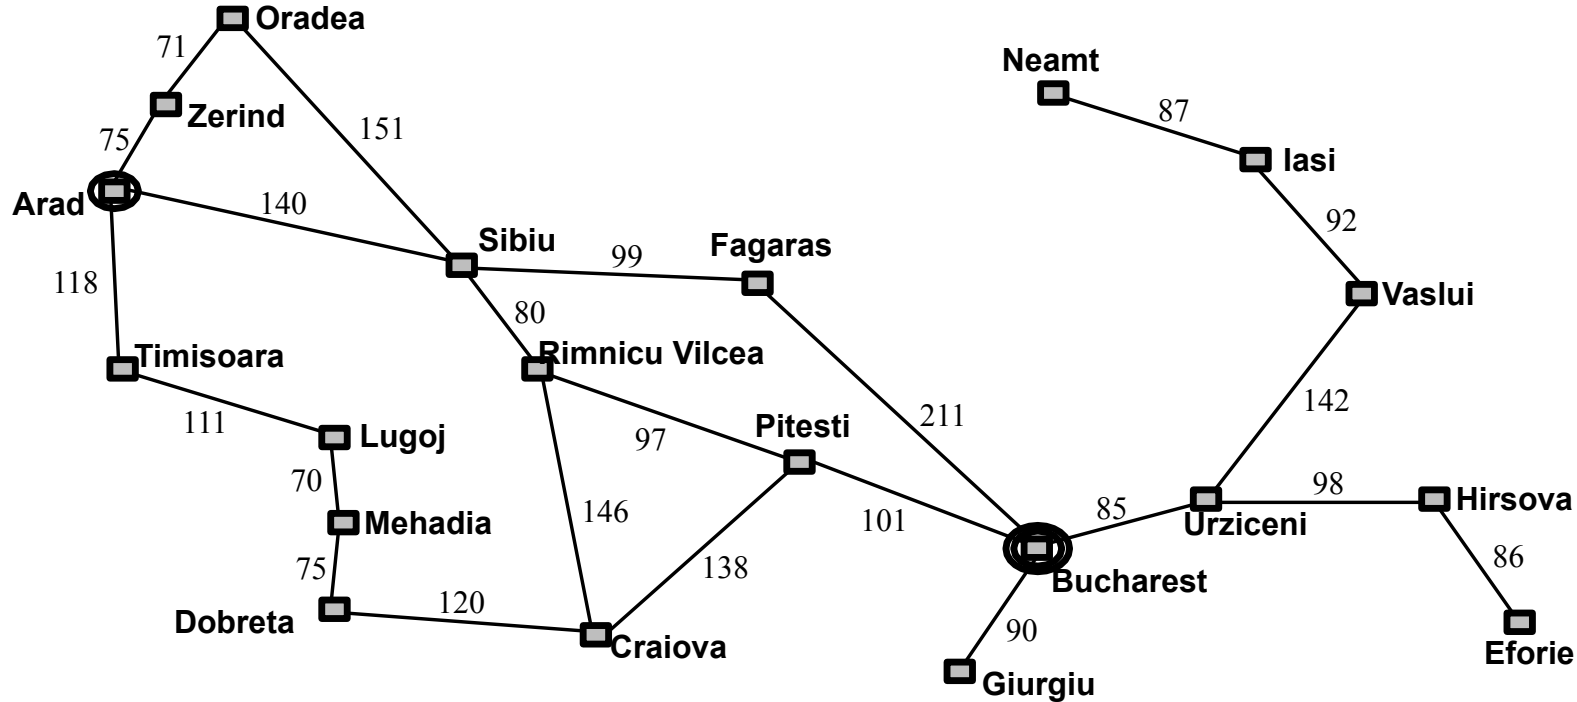 Oradea
71
Neamt
87
Zerind
151
75
Iasi
Arad
140
92
Sibiu
Fagaras
99
118
Vaslui
80
Timisoara
Rimnicu Vilcea
142
111
Lugoj
97
Pitesti
211
70
98
Hirsova
Mehadia
146
101
85
Urziceni
75
138
86
Bucharest
Dobreta
120
90
Craiova
Eforie
Giurgiu